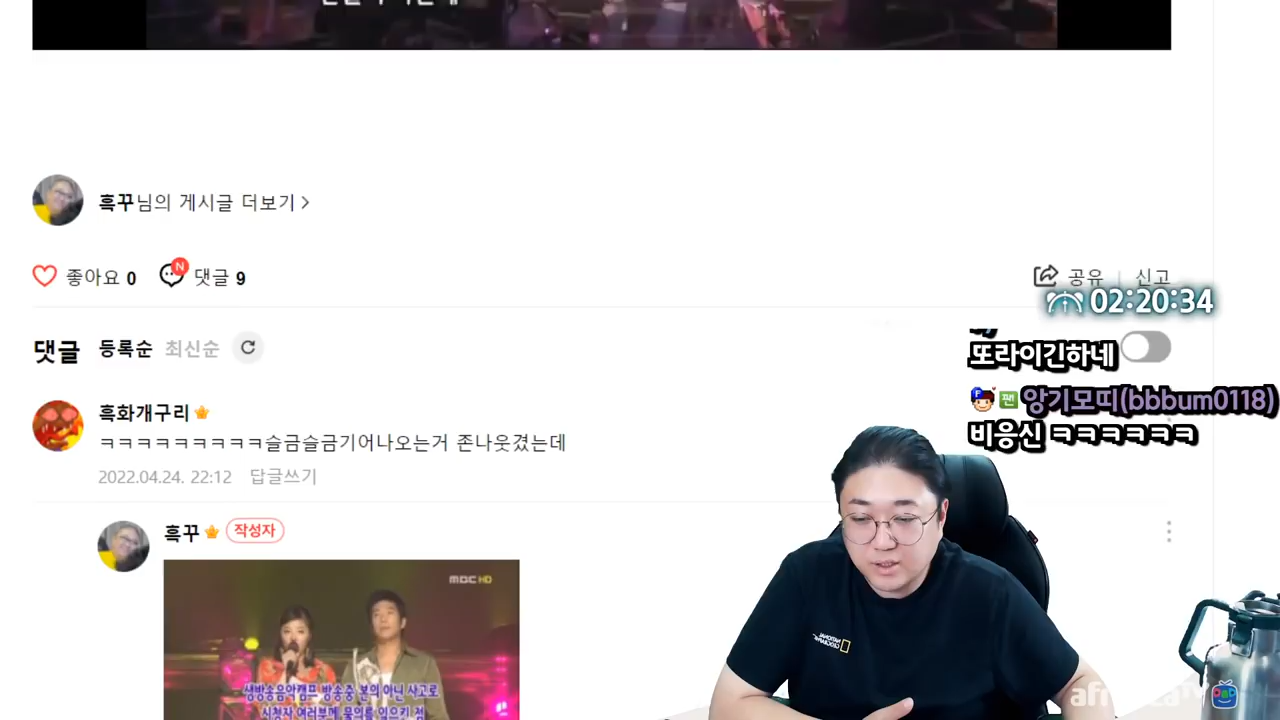 흑꾸님의 게시글 더보기 >
좋아요 0 N 댓글 9
공유 신고
02:20:34
댓글 등록순 최신순
또라이긴하네
P 팬 앙기모띠(bbbum0118)
비응신 ㅋㅋㅋㅋㅋㅋ
흑화개구리
ㅋㅋㅋㅋㅋㅋㅋㅋㅋ슬금슬금기어나오는거 존나웃겼는데
2022.04.24. 22:12 답글쓰기
흑꾸 작성자
MBC HD
생방송음악캠프 방송중 본의 아닌 사고로
시청자 여러분께 물의를 일으킨 점
NATIONAL
GEOGRAPHIC
afreecaTV